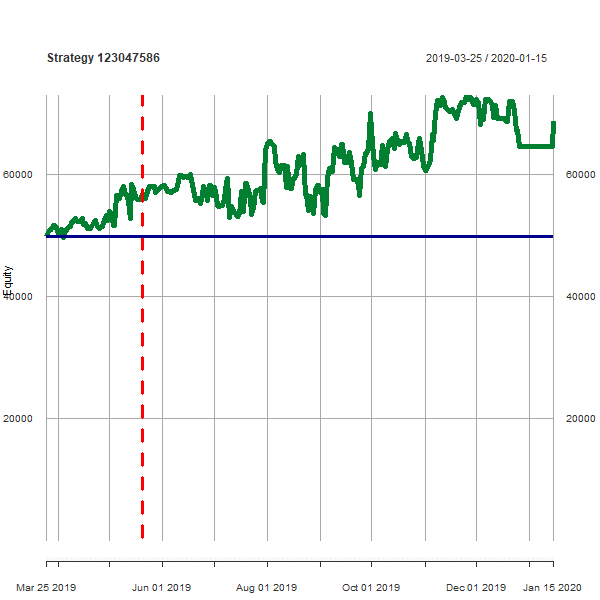 Strategy 123047586
2019-03-25 / 2020-01-15
60000
60000
Equity
40000
40000
20000
20000
Mar 25 2019
Jun 01 2019
Aug 01 2019
Oct 01 2019
Dec 01 2019
Jan 15 2020